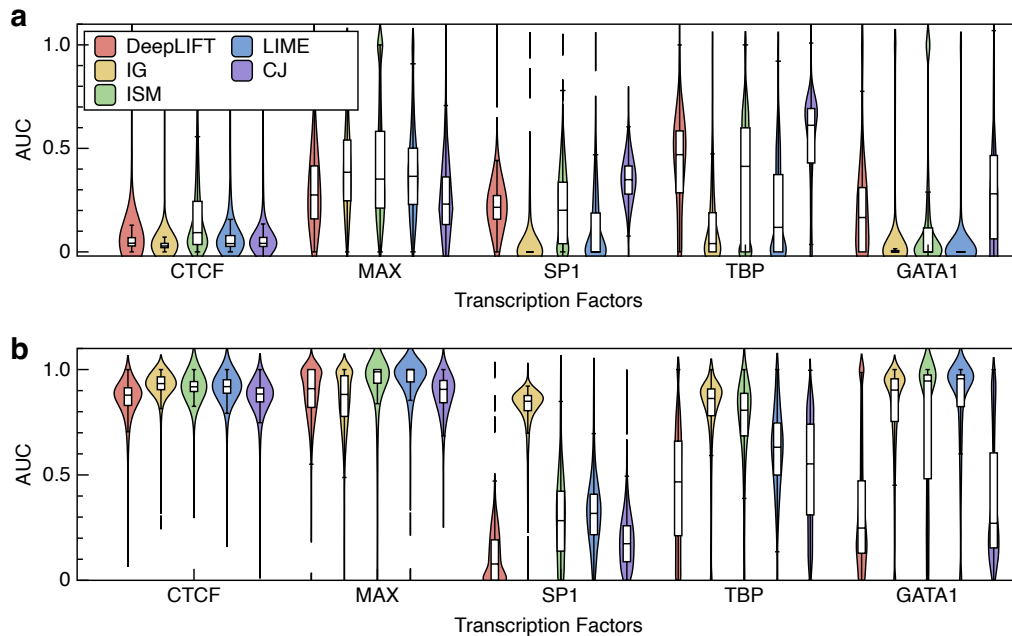 a
1.0
0.5
0
AUC
DeepLIFT
IG
ISM
LIME
CJ
CTCF MAX SP1 TBP GATA1
Transcription Factors
b
1.0
0.5
0
AUC
CTCF MAX SP1 TBP GATA1
Transcription Factors